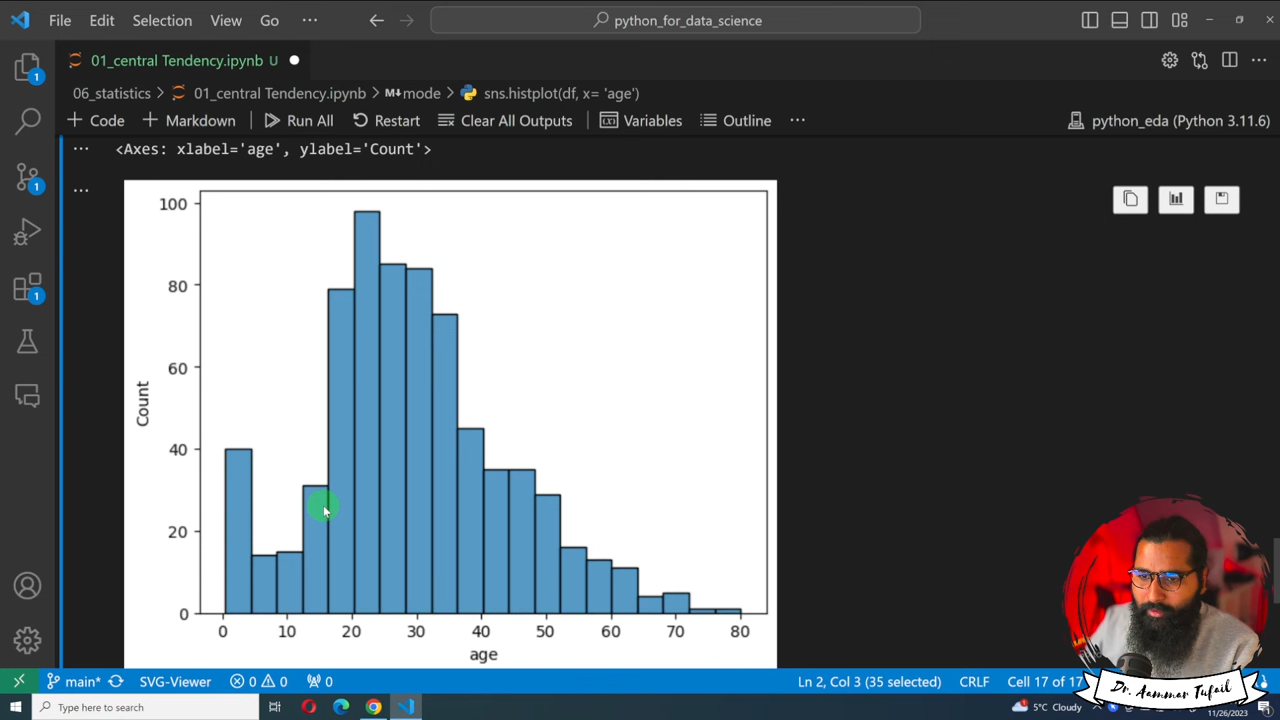 File Edit Selection View Go ··· python_for_data_science
01_central Tendency.ipynb U
06_statistics > 01_central Tendency.ipynb > M↓mode > sns.histplot(df, x= 'age')
+ Code + Markdown Run All Restart Clear All Outputs Variables Outline ··· python_eda (Python 3.11.6)
··· <Axes: xlabel='age', ylabel='Count'>
···
100
80
60
40
20
0
Count
0 10 20 30 40 50 60 70 80
age
1
1
1
main* SVG-Viewer 0 0 0 Ln 2, Col 3 (35 selected) CRLF Cell 17 of 17
Type here to search 5°C Cloudy 11/26/2023
Dr. Aammar Tufail